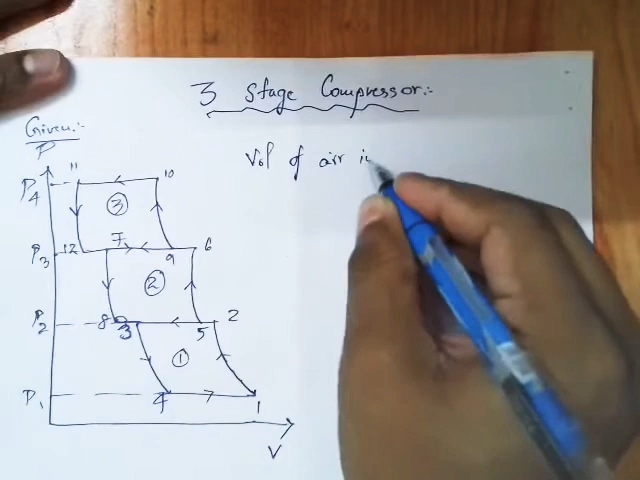 3 Stage Compressor:-
Given:-
Vol of air i
P
11
10
P4
3
12
7
9
6
P3
2
8
3
5
2
P2
1
4
1
P1
V